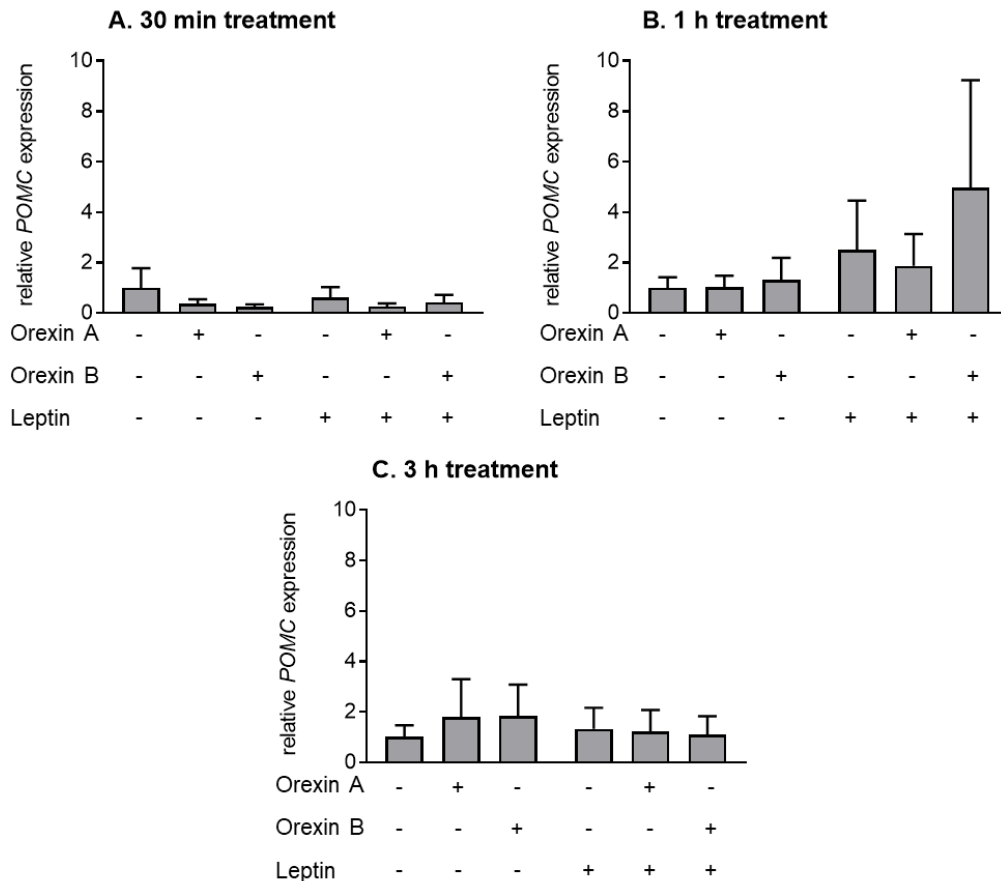 A. 30 min treatment
relative POMC expression
10
8
6
4
2
0
Orexin A - + - - + -
Orexin B - - + - - +
Leptin - - - + + +
B. 1 h treatment
relative POMC expression
10
8
6
4
2
0
Orexin A - + - - + -
Orexin B - - + - - +
Leptin - - - + + +
C. 3 h treatment
relative POMC expression
10
8
6
4
2
0
Orexin A - + - - + -
Orexin B - - + - - +
Leptin - - - + + +